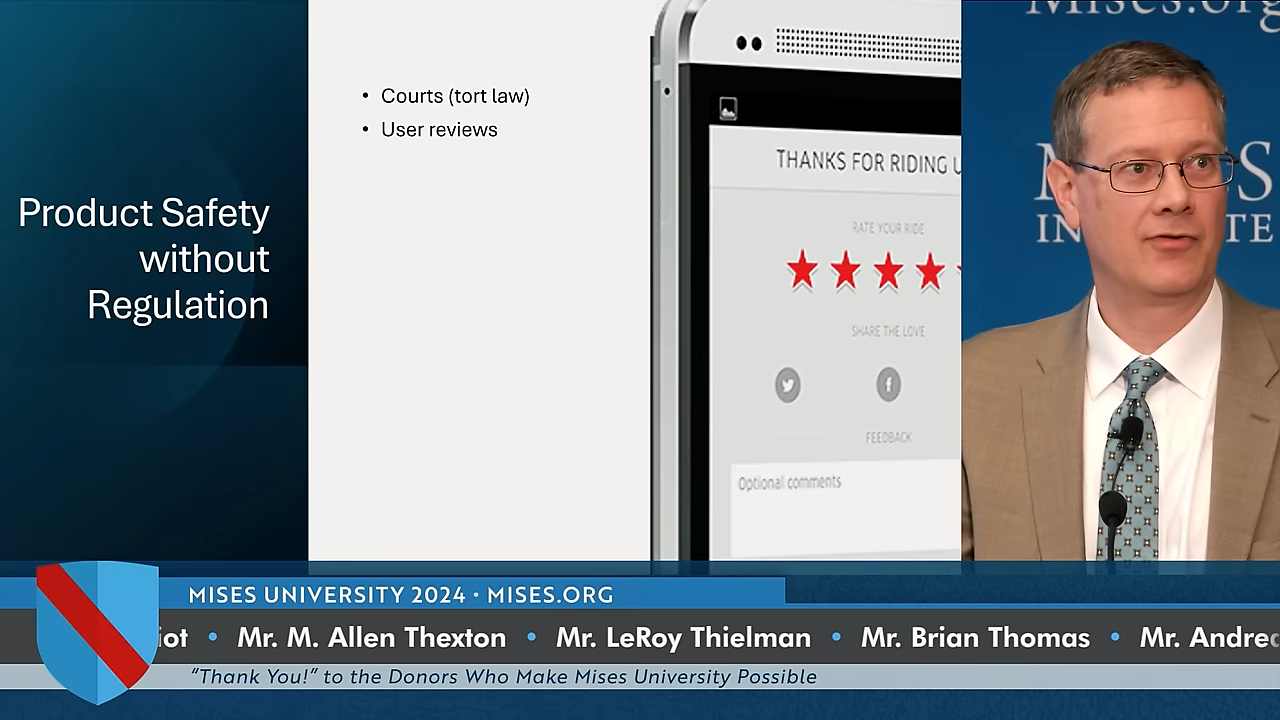 Product Safety
without
Regulation
• Courts (tort law)
• User reviews
THANKS FOR RIDING
RATE YOUR RIDE
SHARE THE LOVE
FEEDBACK
Optional comments
Mises.org
INSTITUTE
MISES UNIVERSITY 2024 • MISES.ORG
iot • Mr. M. Allen Thexton • Mr. LeRoy Thielman • Mr. Brian Thomas • Mr. Andre
"Thank You!" to the Donors Who Make Mises University Possible